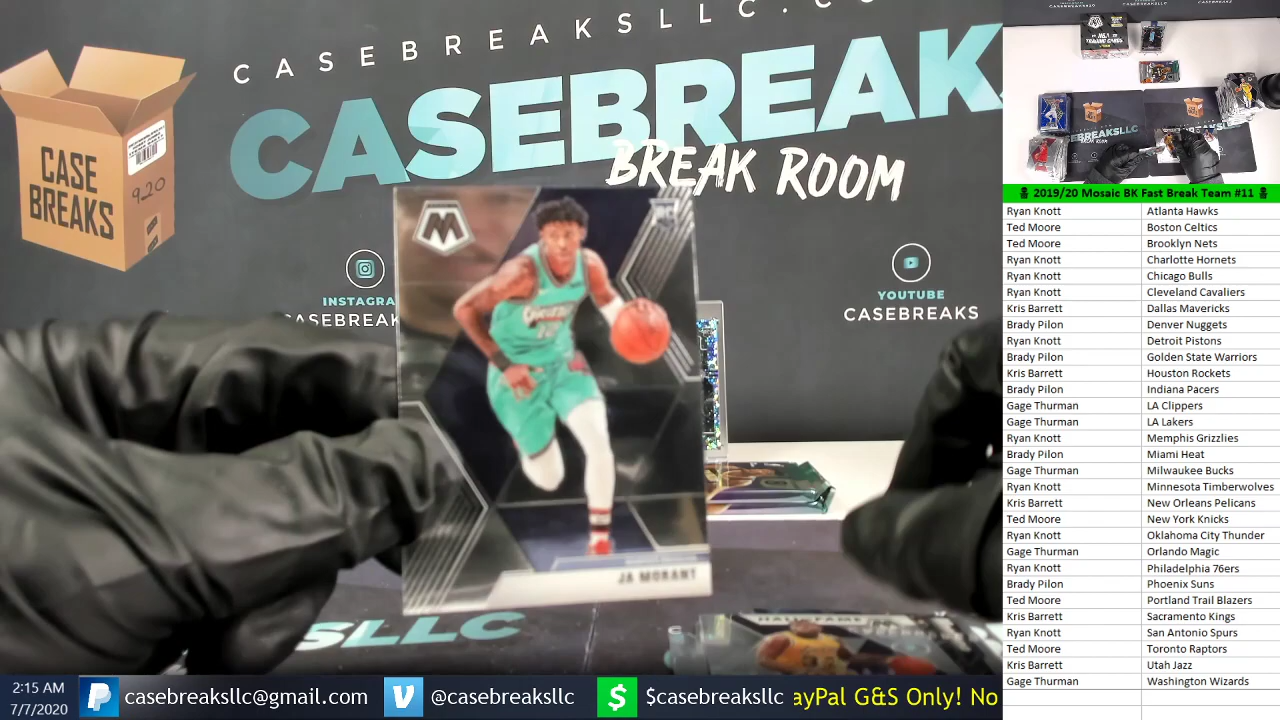 CASEBREAKSLLC.CO
CASEBREAK
BREAK ROOM
CASE
BREAKS
920
INSTAGRA
CASEBREAK
YOUTUBE
CASEBREAKS
M
RC
JA MORANT
SLLC
HALL FAME
2019/20 Mosaic BK Fast Break Team #11
Ryan Knott Atlanta Hawks
Ted Moore Boston Celtics
Ted Moore Brooklyn Nets
Ryan Knott Charlotte Hornets
Ryan Knott Chicago Bulls
Ryan Knott Cleveland Cavaliers
Kris Barrett Dallas Mavericks
Brady Pilon Denver Nuggets
Ryan Knott Detroit Pistons
Brady Pilon Golden State Warriors
Kris Barrett Houston Rockets
Brady Pilon Indiana Pacers
Gage Thurman LA Clippers
Gage Thurman LA Lakers
Ryan Knott Memphis Grizzlies
Brady Pilon Miami Heat
Gage Thurman Milwaukee Bucks
Ryan Knott Minnesota Timberwolves
Kris Barrett New Orleans Pelicans
Ted Moore New York Knicks
Ryan Knott Oklahoma City Thunder
Gage Thurman Orlando Magic
Ryan Knott Philadelphia 76ers
Brady Pilon Phoenix Suns
Ted Moore Portland Trail Blazers
Kris Barrett Sacramento Kings
Ryan Knott San Antonio Spurs
Ted Moore Toronto Raptors
Kris Barrett Utah Jazz
Gage Thurman Washington Wizards
2:15 AM
7/7/2020
casebreaksllc@gmail.com
@casebreaksllc
$casebreaksllc
ayPal G&S Only! No